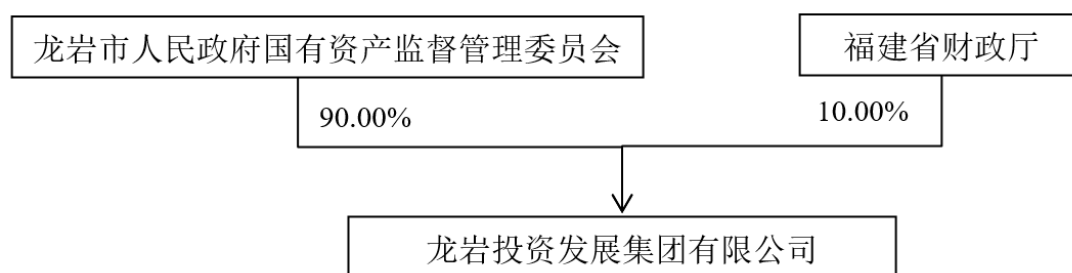 龙岩市人民政府国有资产监督管理委员会
福建省财政厅
90.00%
10.00%
龙岩投资发展集团有限公司